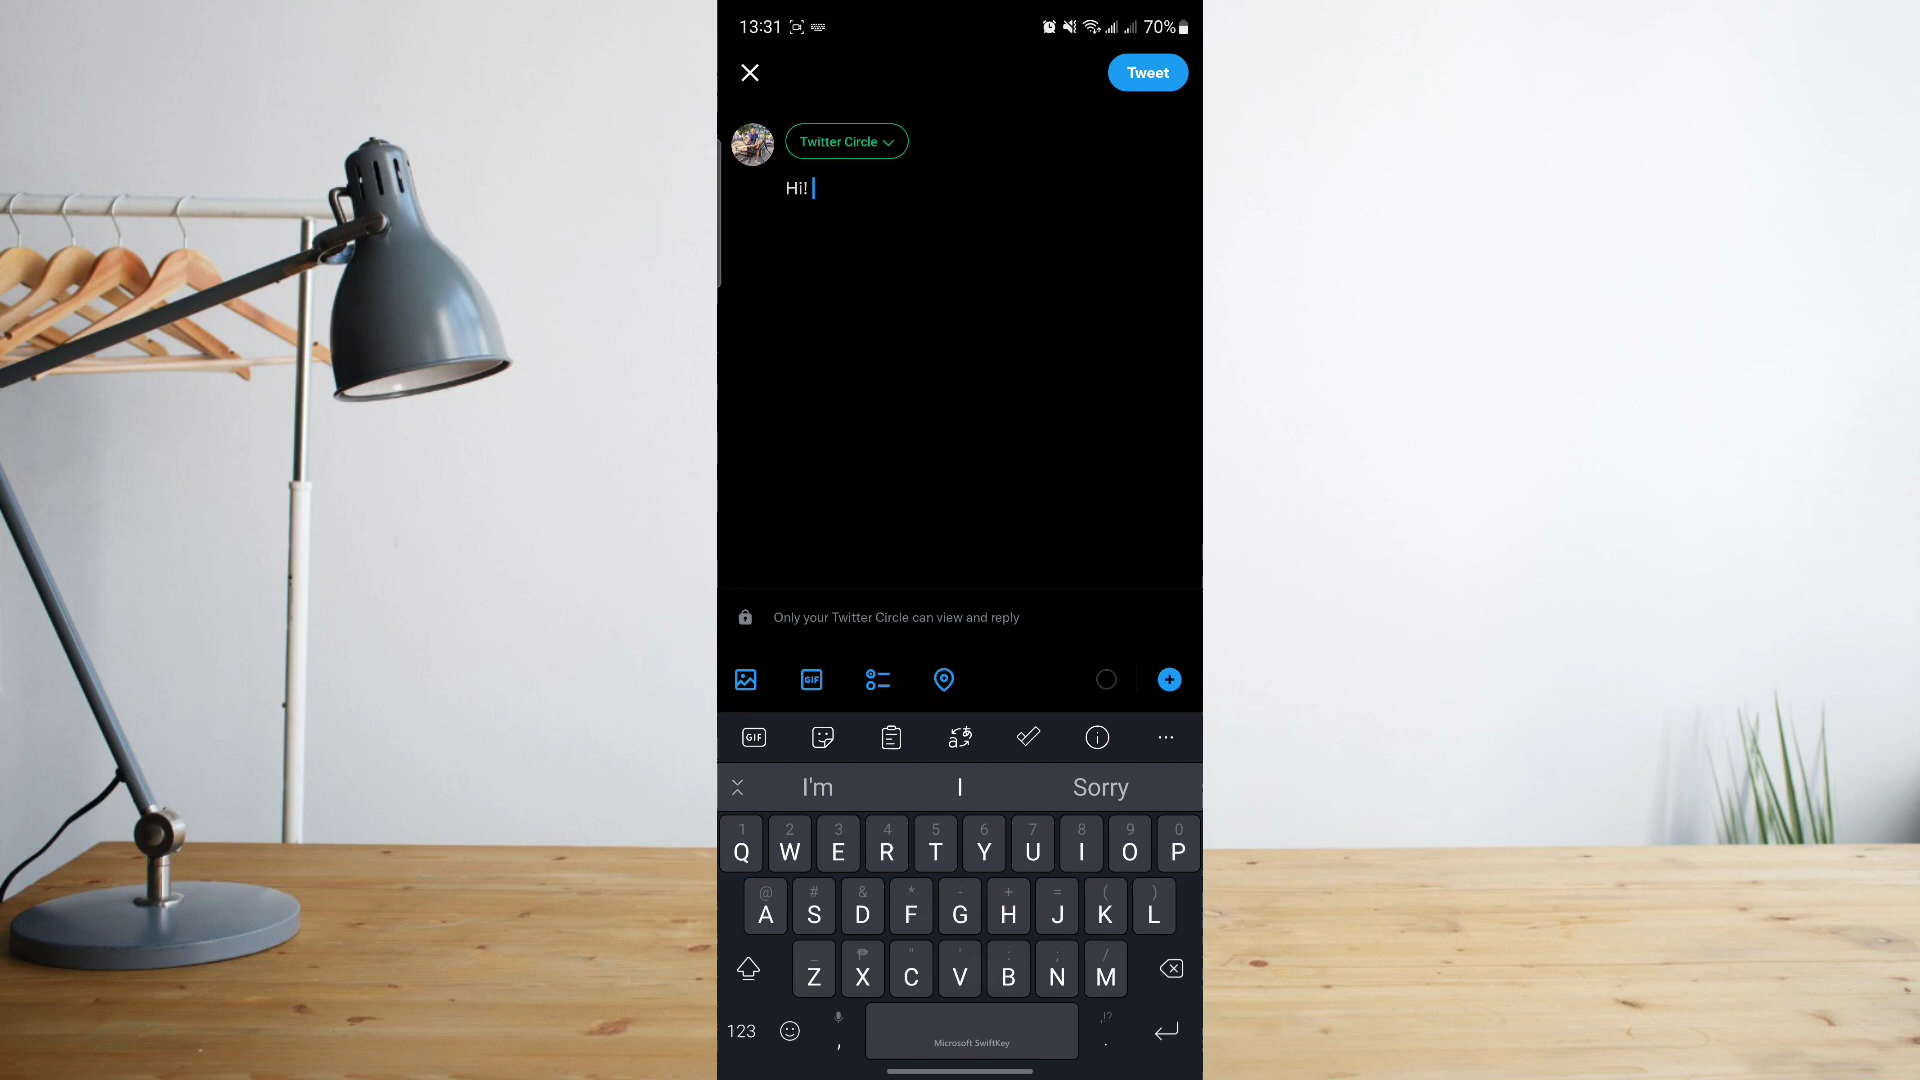 13:31 70%
Tweet
Twitter Circle
Hi!
Only your Twitter Circle can view and reply
GIF
GIF
I'm I Sorry
1 2 3 4 5 6 7 8 9 0
Q W E R T Y U I O P
@ # & * - + = ( )
A S D F G H J K L
_ ₱ " ' : ; /
Z X C V B N M
123 , Microsoft SwiftKey ,!? .